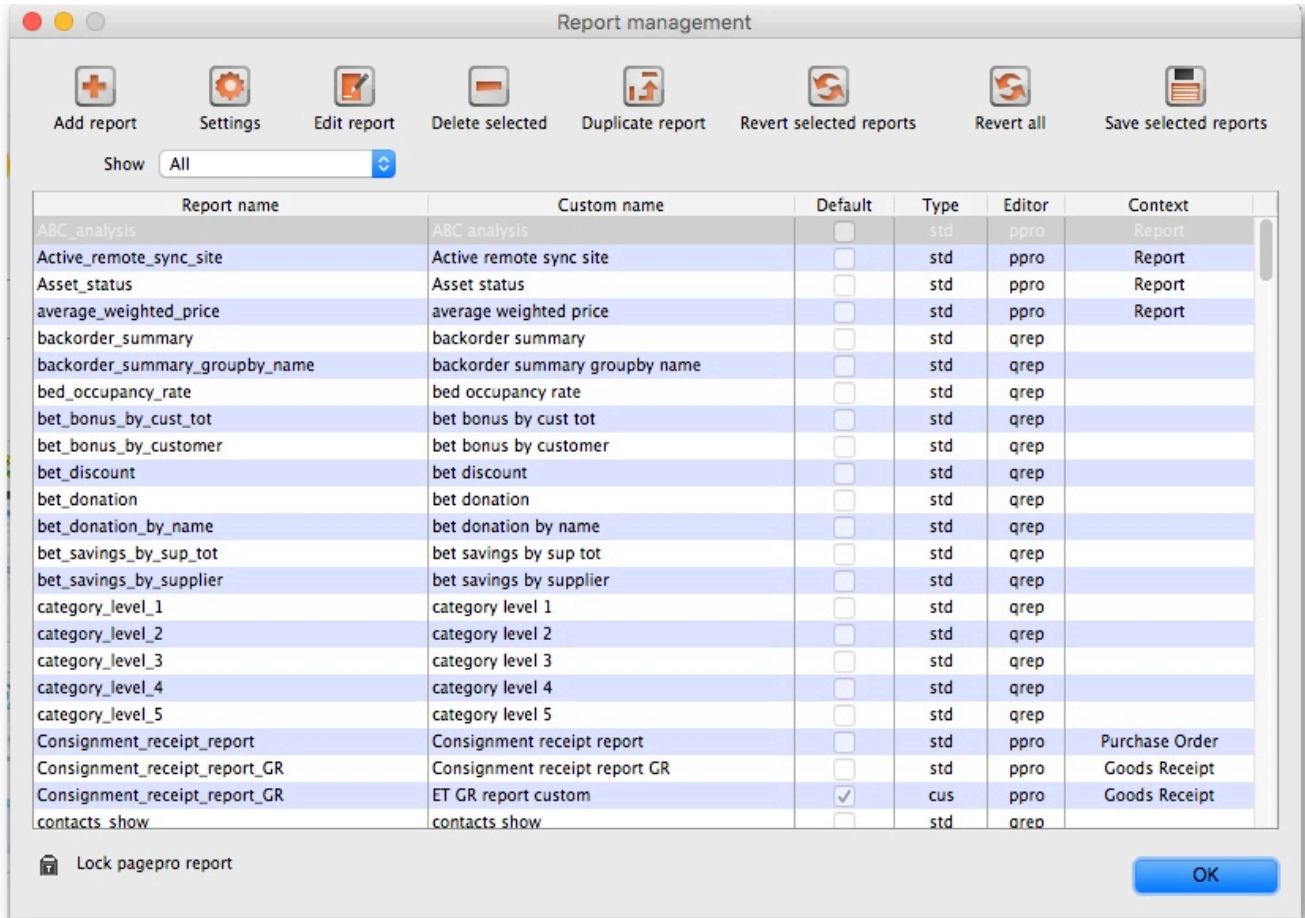 Report management
Add report Settings Edit report Delete selected Duplicate report Revert selected reports Revert all Save selected reports
Show All
Report name Custom name Default Type Editor Context
ABC_analysis ABC analysis std ppro Report
Active_remote_sync_site Active remote sync site std ppro Report
Asset_status Asset status std ppro Report
average_weighted_price average weighted price std ppro Report
backorder_summary backorder summary std qrep
backorder_summary_groupby_name backorder summary groupby name std qrep
bed_occupancy_rate bed occupancy rate std qrep
bet_bonus_by_cust_tot bet bonus by cust tot std qrep
bet_bonus_by_customer bet bonus by customer std qrep
bet_discount bet discount std qrep
bet_donation bet donation std qrep
bet_donation_by_name bet donation by name std qrep
bet_savings_by_sup_tot bet savings by sup tot std qrep
bet_savings_by_supplier bet savings by supplier std qrep
category_level_1 category level 1 std qrep
category_level_2 category level 2 std qrep
category_level_3 category level 3 std qrep
category_level_4 category level 4 std qrep
category_level_5 category level 5 std qrep
Consignment_receipt_report Consignment receipt report std ppro Purchase Order
Consignment_receipt_report_GR Consignment receipt report GR std ppro Goods Receipt
Consignment_receipt_report_GR ET GR report custom cus ppro Goods Receipt
contacts_show contacts show std qrep
Lock pagepro report
OK